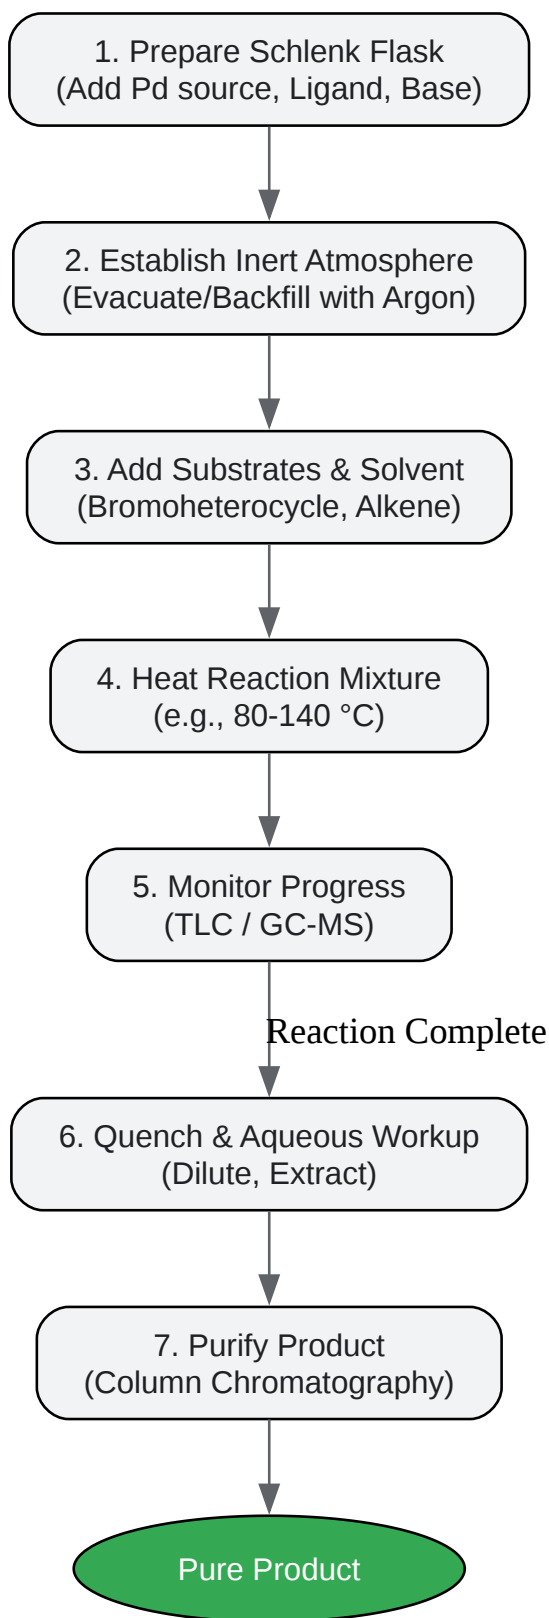 1. Prepare Schlenk Flask
(Add Pd source, Ligand, Base)
2. Establish Inert Atmosphere
(Evacuate/Backfill with Argon)
3. Add Substrates & Solvent
(Bromoheterocycle, Alkene)
4. Heat Reaction Mixture
(e.g., 80-140 °C)
5. Monitor Progress
(TLC / GC-MS)
Reaction Complete
6. Quench & Aqueous Workup
(Dilute, Extract)
7. Purify Product
(Column Chromatography)
Pure Product